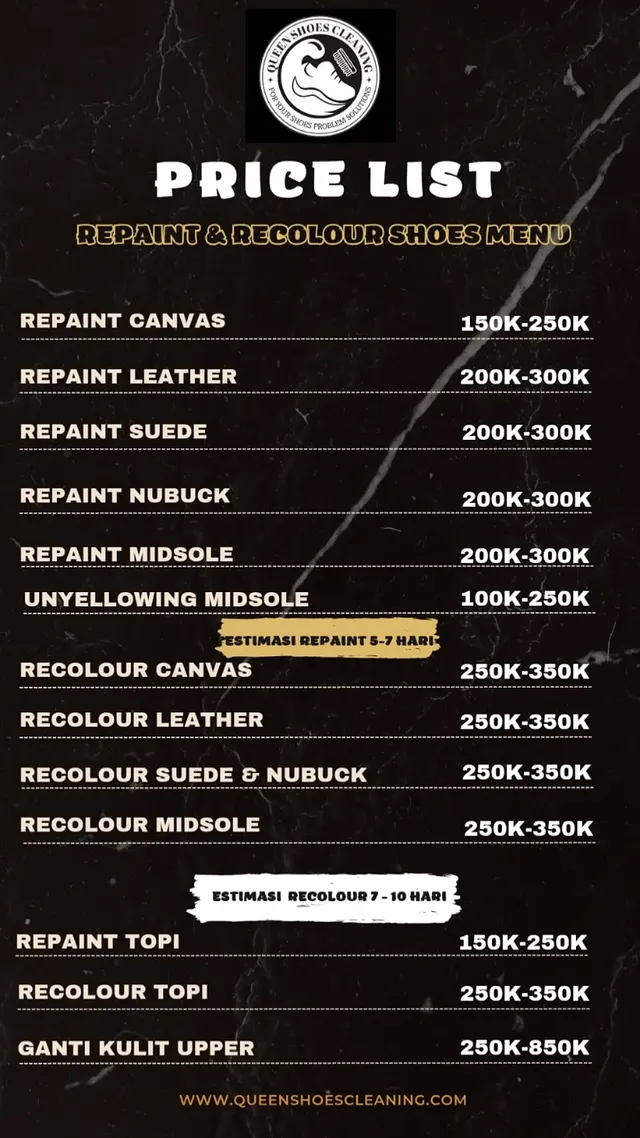 QUEEN SHOES CLEANING
FOR YOUR SHOES PROBLEM SOLUTIONS
PRICE LIST
REPAINT & RECOLOUR SHOES MENU
REPAINT CANVAS 150K-250K
REPAINT LEATHER 200K-300K
REPAINT SUEDE 200K-300K
REPAINT NUBUCK 200K-300K
REPAINT MIDSOLE 200K-300K
UNYELLOWING MIDSOLE 100K-250K
ESTIMASI REPAINT 5-7 HARI
RECOLOUR CANVAS 250K-350K
RECOLOUR LEATHER 250K-350K
RECOLOUR SUEDE & NUBUCK 250K-350K
RECOLOUR MIDSOLE 250K-350K
ESTIMASI RECOLOUR 7 - 10 HARI
REPAINT TOPI 150K-250K
RECOLOUR TOPI 250K-350K
GANTI KULIT UPPER 250K-850K
WWW.QUEENSHOESCLEANING.COM